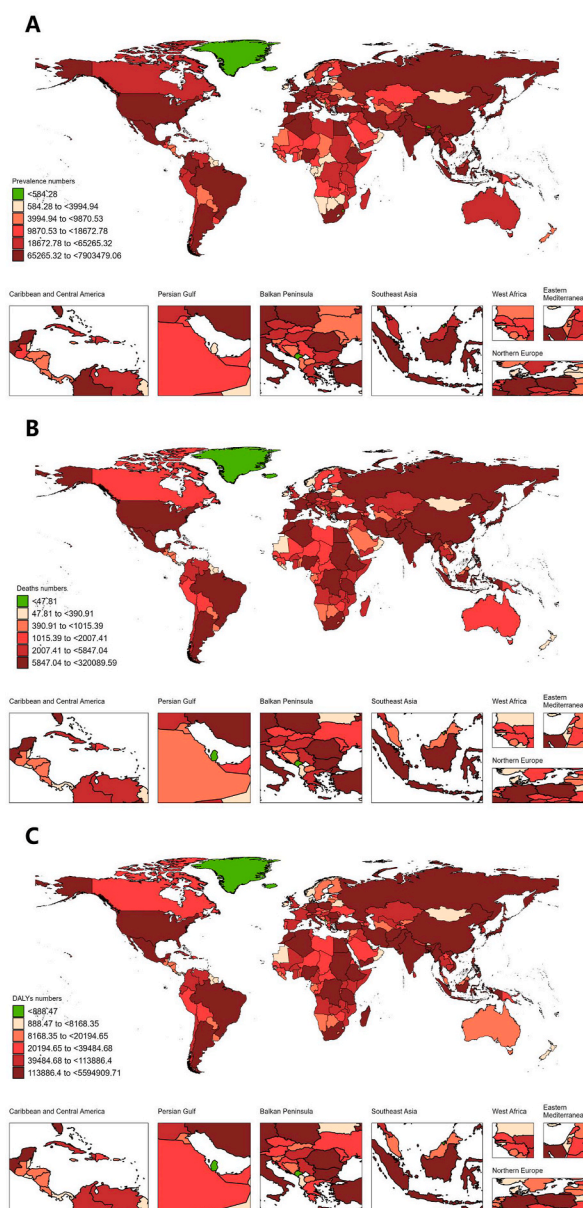 A
Prevalence numbers
<584.28
584.28 to <3994.94
3994.94 to <9870.53
9870.53 to <18672.78
18672.78 to <65265.32
65265.32 to <7903479.06
Caribbean and Central America
Persian Gulf
Balkan Peninsula
Southeast Asia
West Africa
Eastern
Mediterranean
Northern Europe
B
Deaths numbers
<47.81
47.81 to <390.91
390.91 to <1015.39
1015.39 to <2007.41
2007.41 to <5847.04
5847.04 to <320089.59
Caribbean and Central America
Persian Gulf
Balkan Peninsula
Southeast Asia
West Africa
Eastern
Mediterranean
Northern Europe
C
DALYs numbers
<888.47
888.47 to <8168.35
8168.35 to <20194.65
20194.65 to <39484.68
39484.68 to <113886.4
113886.4 to <5594909.71
Caribbean and Central America
Persian Gulf
Balkan Peninsula
Southeast Asia
West Africa
Eastern
Mediterranean
Northern Europe